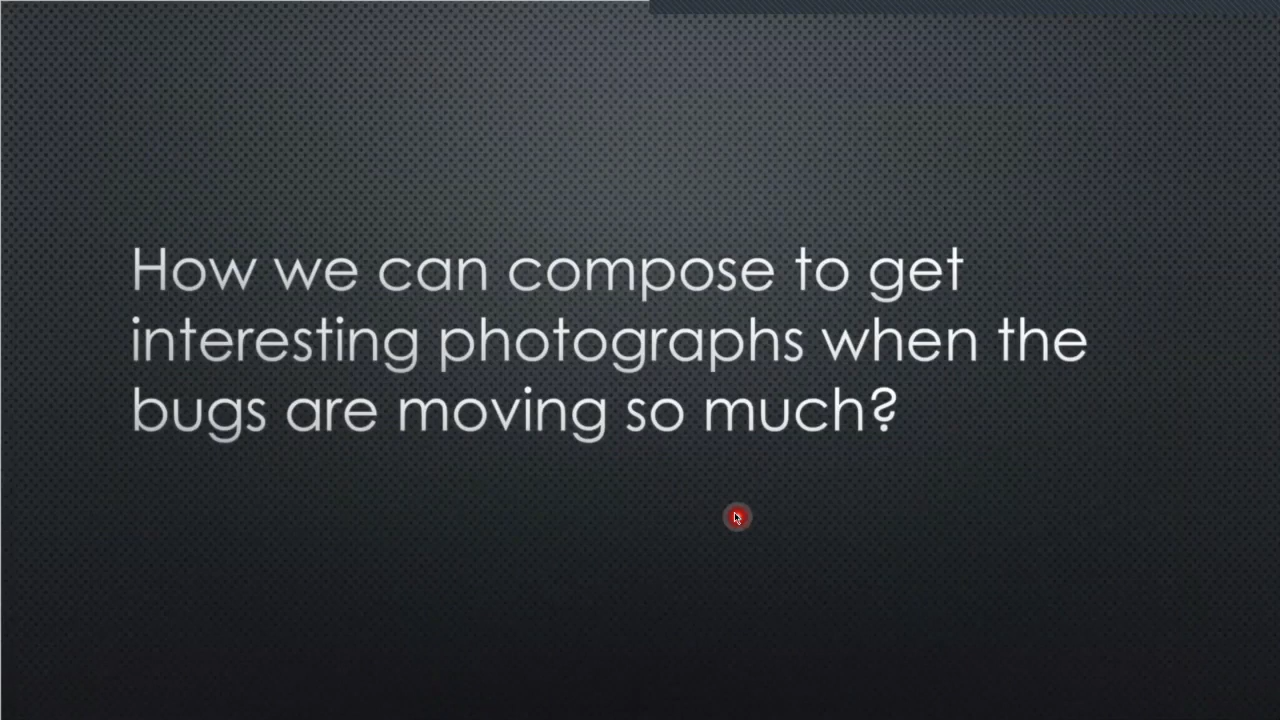 How we can compose to get
interesting photographs when the
bugs are moving so much?